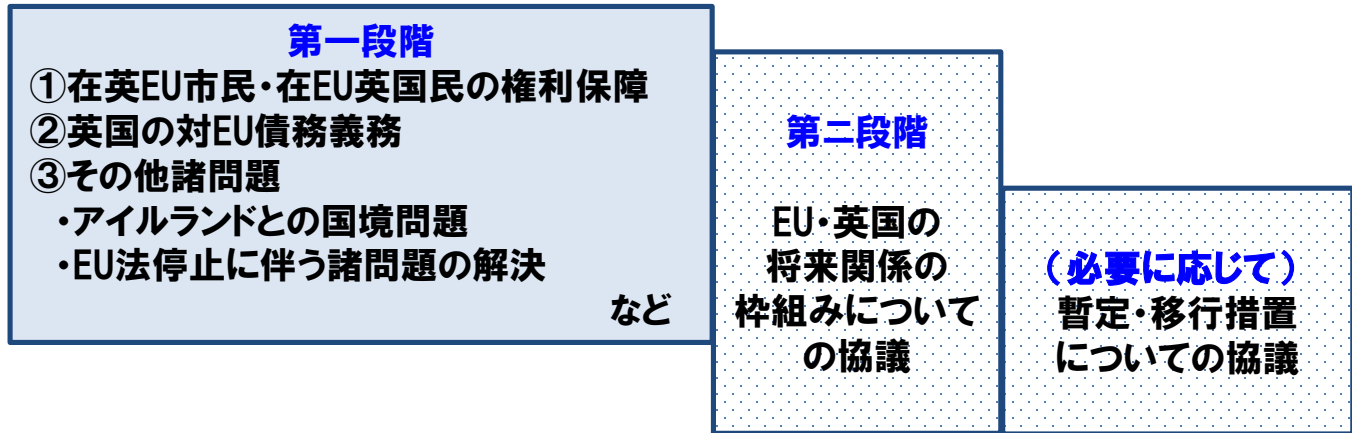 第一段階
①在英EU市民・在EU英国民の権利保障
②英国の対EU債務義務
③その他諸問題
・アイルランドとの国境問題
・EU法停止に伴う諸問題の解決
など
第二段階
EU・英国の
将来関係の
枠組みについて
の協議
（必要に応じて）
暫定・移行措置
についての協議